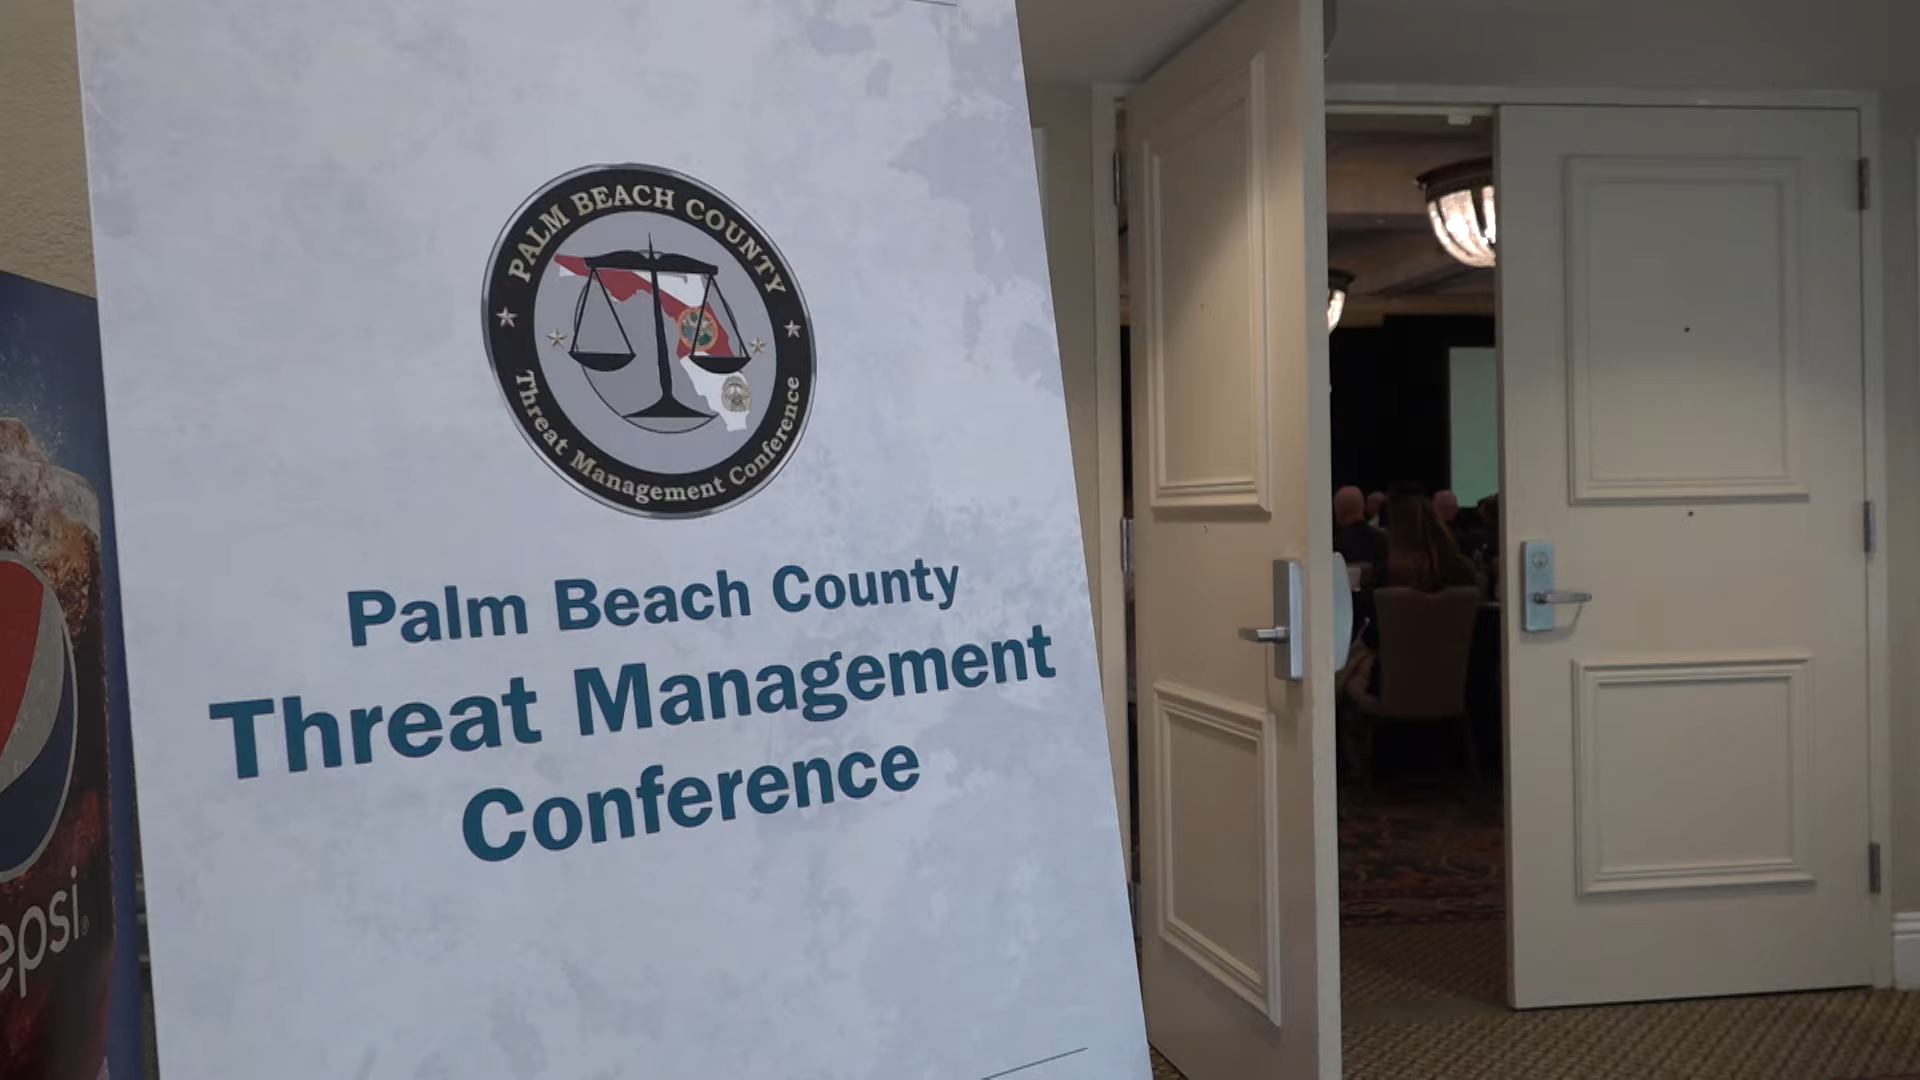 PALM BEACH COUNTY
Threat Management Conference
Palm Beach County
Threat Management
Conference
epsi